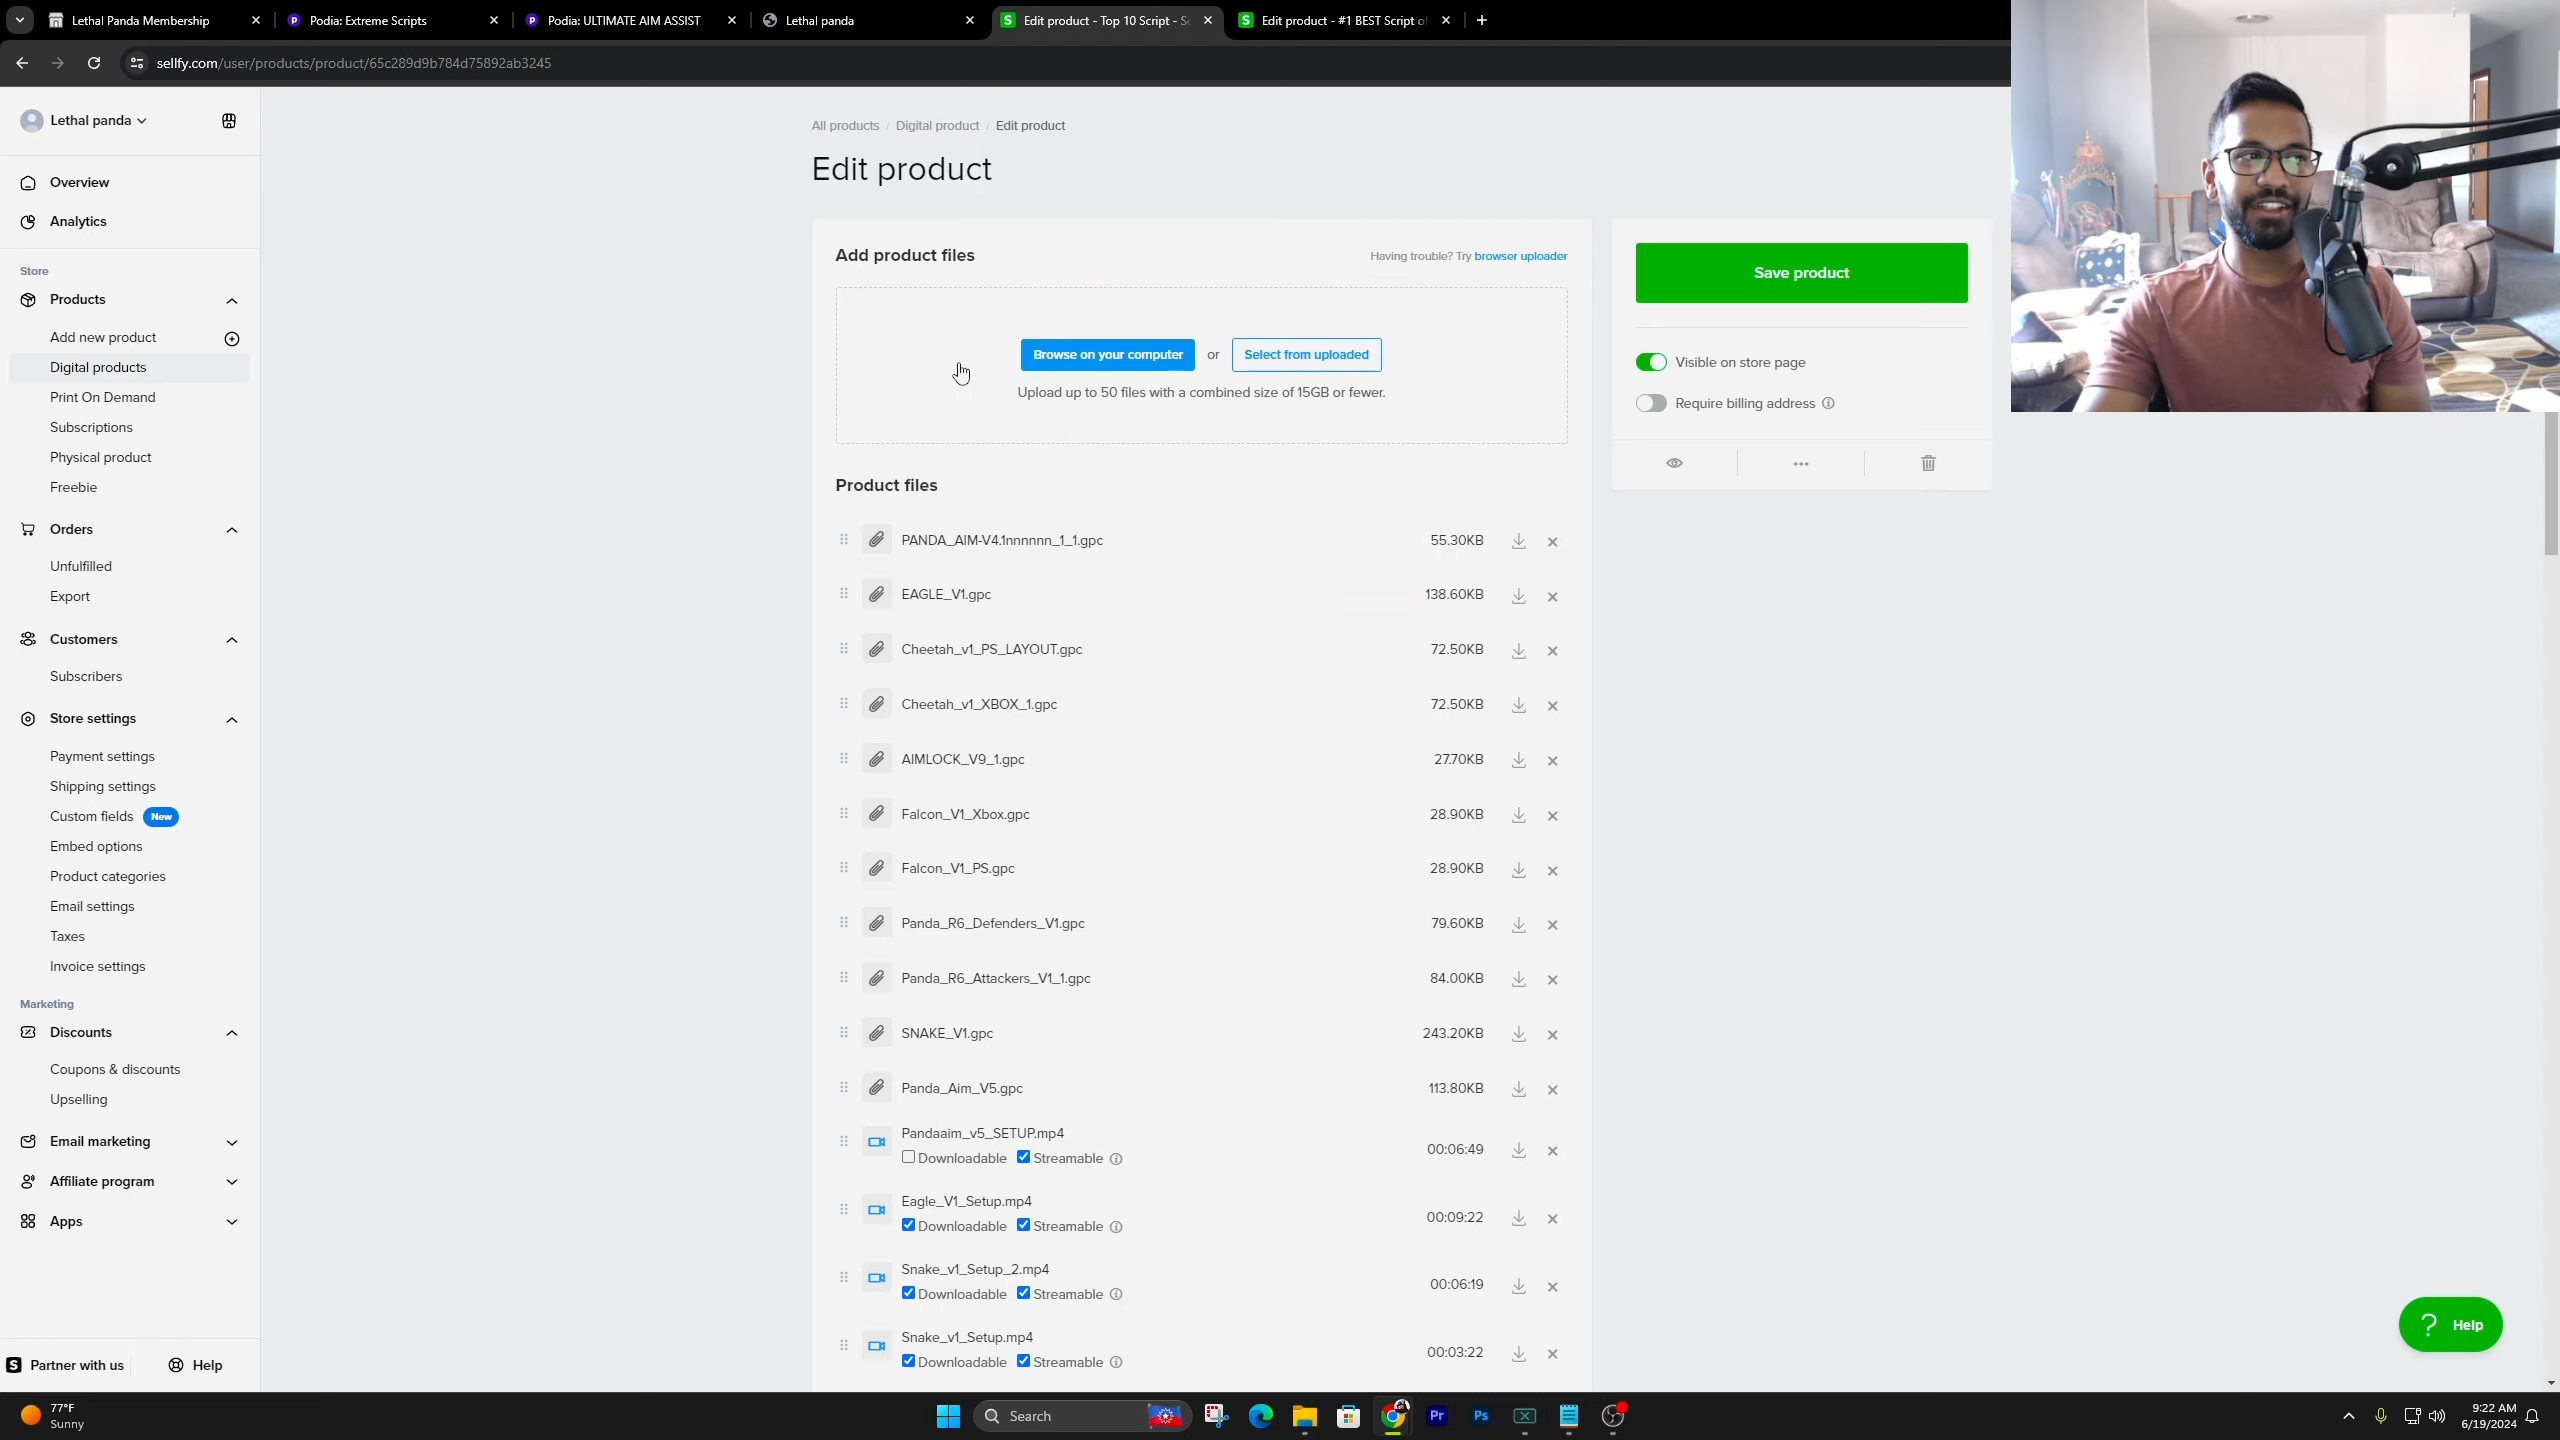 Lethal Panda Membership
Podia: Extreme Scripts
Podia: ULTIMATE AIM ASSIST
Lethal panda
Edit product - Top 10 Script - Se
Edit product - #1 BEST Script of
sellfy.com/user/products/product/65c289d9b784d75892ab3245
Lethal panda
Overview
Analytics
Store
Products
Add new product
Digital products
Print On Demand
Subscriptions
Physical product
Freebie
Orders
Unfulfilled
Export
Customers
Subscribers
Store settings
Payment settings
Shipping settings
Custom fields New
Embed options
Product categories
Email settings
Taxes
Invoice settings
Marketing
Discounts
Coupons & discounts
Upselling
Email marketing
Affiliate program
Apps
Partner with us
Help
All products / Digital product / Edit product
Edit product
Add product files
Having trouble? Try browser uploader
Browse on your computer or Select from uploaded
Upload up to 50 files with a combined size of 15GB or fewer.
Product files
PANDA_AIM-V4.1nnnnnn_1_1.gpc 55.30KB
EAGLE_V1.gpc 138.60KB
Cheetah_v1_PS_LAYOUT.gpc 72.50KB
Cheetah_v1_XBOX_1.gpc 72.50KB
AIMLOCK_V9_1.gpc 27.70KB
Falcon_V1_Xbox.gpc 28.90KB
Falcon_V1_PS.gpc 28.90KB
Panda_R6_Defenders_V1.gpc 79.60KB
Panda_R6_Attackers_V1_1.gpc 84.00KB
SNAKE_V1.gpc 243.20KB
Panda_Aim_V5.gpc 113.80KB
Pandaaim_v5_SETUP.mp4
Downloadable Streamable 00:06:49
Eagle_V1_Setup.mp4
Downloadable Streamable 00:09:22
Snake_v1_Setup_2.mp4
Downloadable Streamable 00:06:19
Snake_v1_Setup.mp4
Downloadable Streamable 00:03:22
Save product
Visible on store page
Require billing address
? Help
77°F
Sunny
Search
Pr
Ps
9:22 AM
6/19/2024